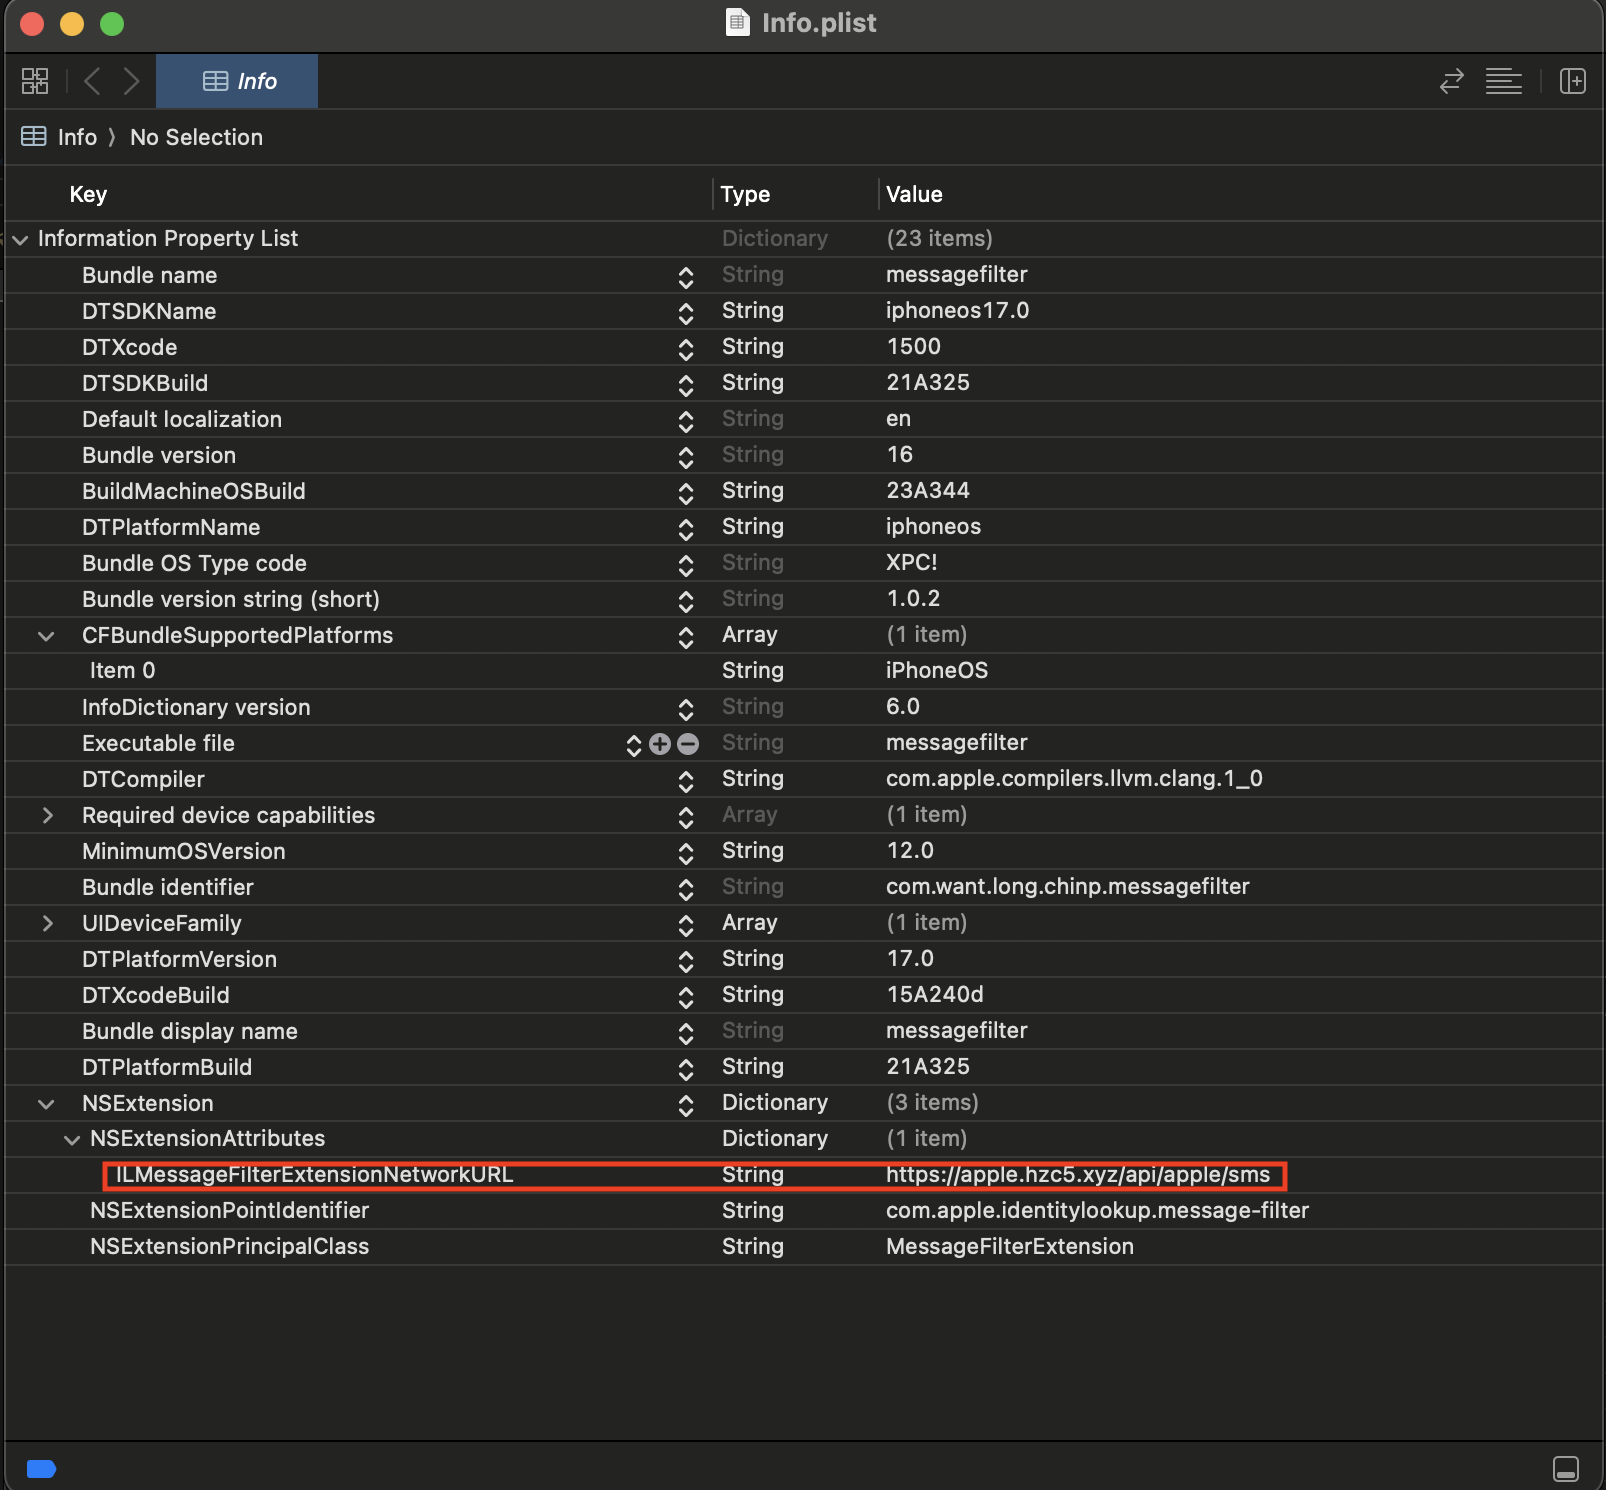 Info.plist
Info
Info 〉 No Selection
Key Type Value
Information Property List Dictionary (23 items)
Bundle name String messagefilter
DTSDKName String iphoneos17.0
DTXcode String 1500
DTSDKBuild String 21A325
Default localization String en
Bundle version String 16
BuildMachineOSBuild String 23A344
DTPlatformName String iphoneos
Bundle OS Type code String XPC!
Bundle version string (short) String 1.0.2
CFBundleSupportedPlatforms Array (1 item)
Item 0 String iPhoneOS
InfoDictionary version String 6.0
Executable file String messagefilter
DTCompiler String com.apple.compilers.llvm.clang.1_0
Required device capabilities Array (1 item)
MinimumOSVersion String 12.0
Bundle identifier String com.want.long.chinp.messagefilter
UIDeviceFamily Array (1 item)
DTPlatformVersion String 17.0
DTXcodeBuild String 15A240d
Bundle display name String messagefilter
DTPlatformBuild String 21A325
NSExtension Dictionary (3 items)
NSExtensionAttributes Dictionary (1 item)
ILMessageFilterExtensionNetworkURL String https://apple.hzc5.xyz/api/apple/sms
NSExtensionPointIdentifier String com.apple.identitylookup.message-filter
NSExtensionPrincipalClass String MessageFilterExtension